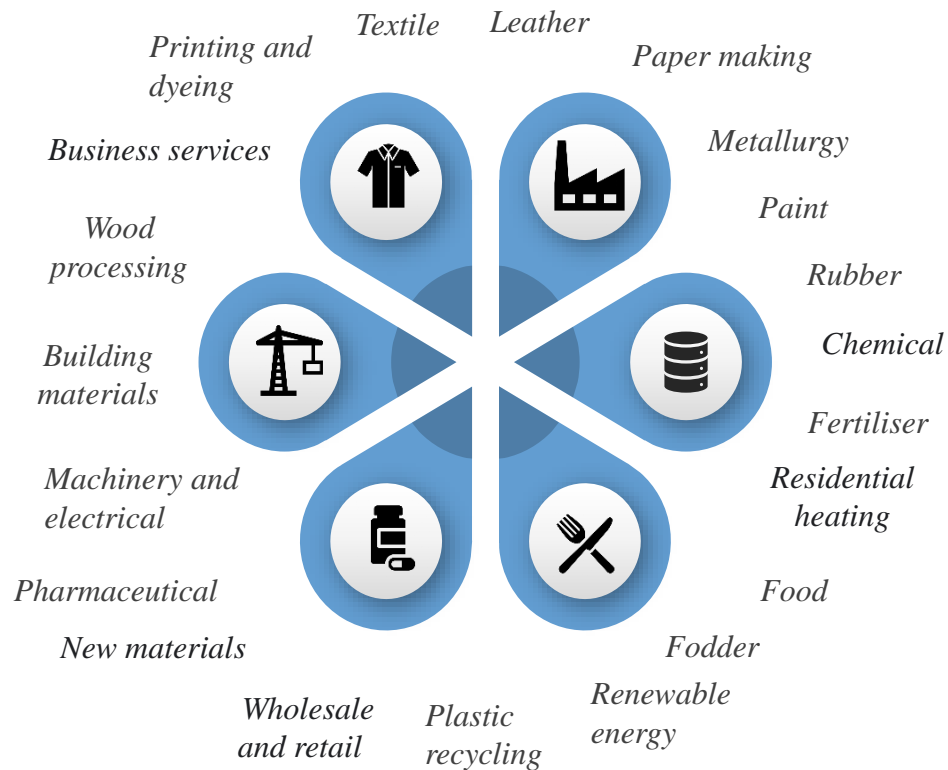 Textile
Leather
Printing and
dyeing
Paper making
Business services
Metallurgy
Wood
processing
Paint
Rubber
Building
materials
Chemical
Fertiliser
Machinery and
electrical
Residential
heating
Pharmaceutical
Food
New materials
Fodder
Wholesale
and retail
Plastic
recycling
Renewable
energy